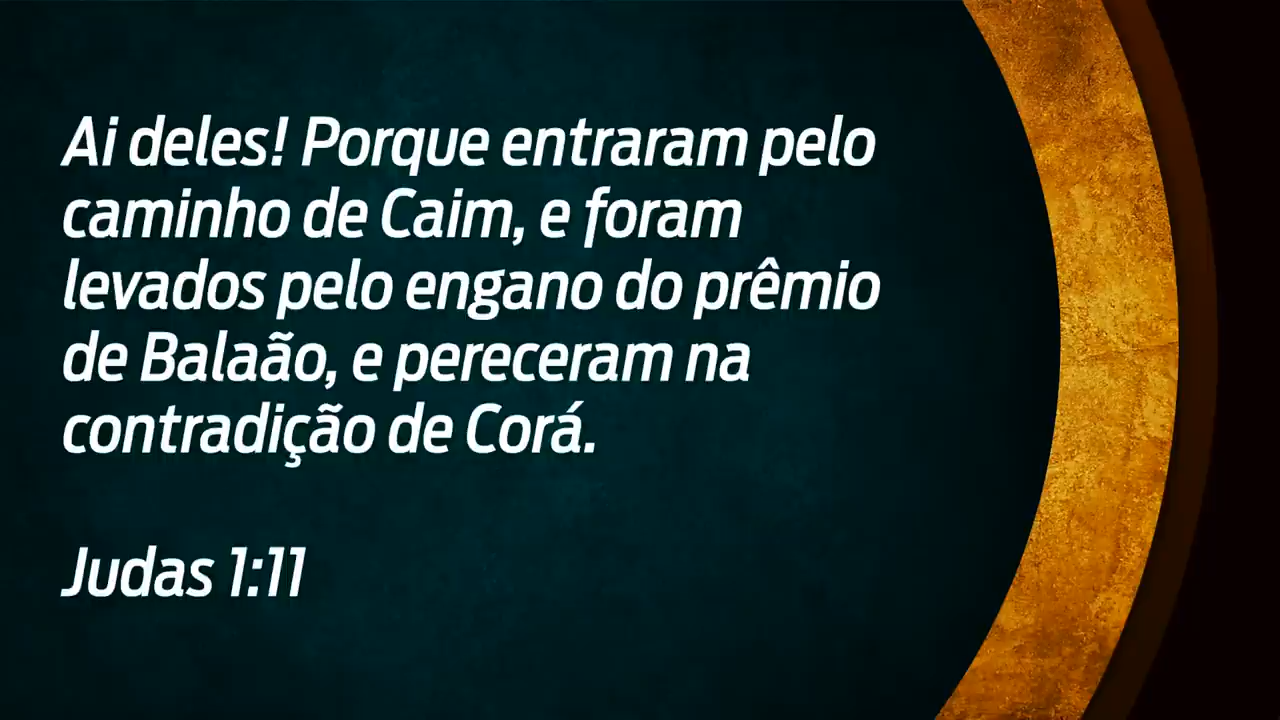 Ai deles! Porque entraram pelo
caminho de Caim, e foram
levados pelo engano do prêmio
de Balaão, e pereceram na
contradição de Corá.
Judas 1:11